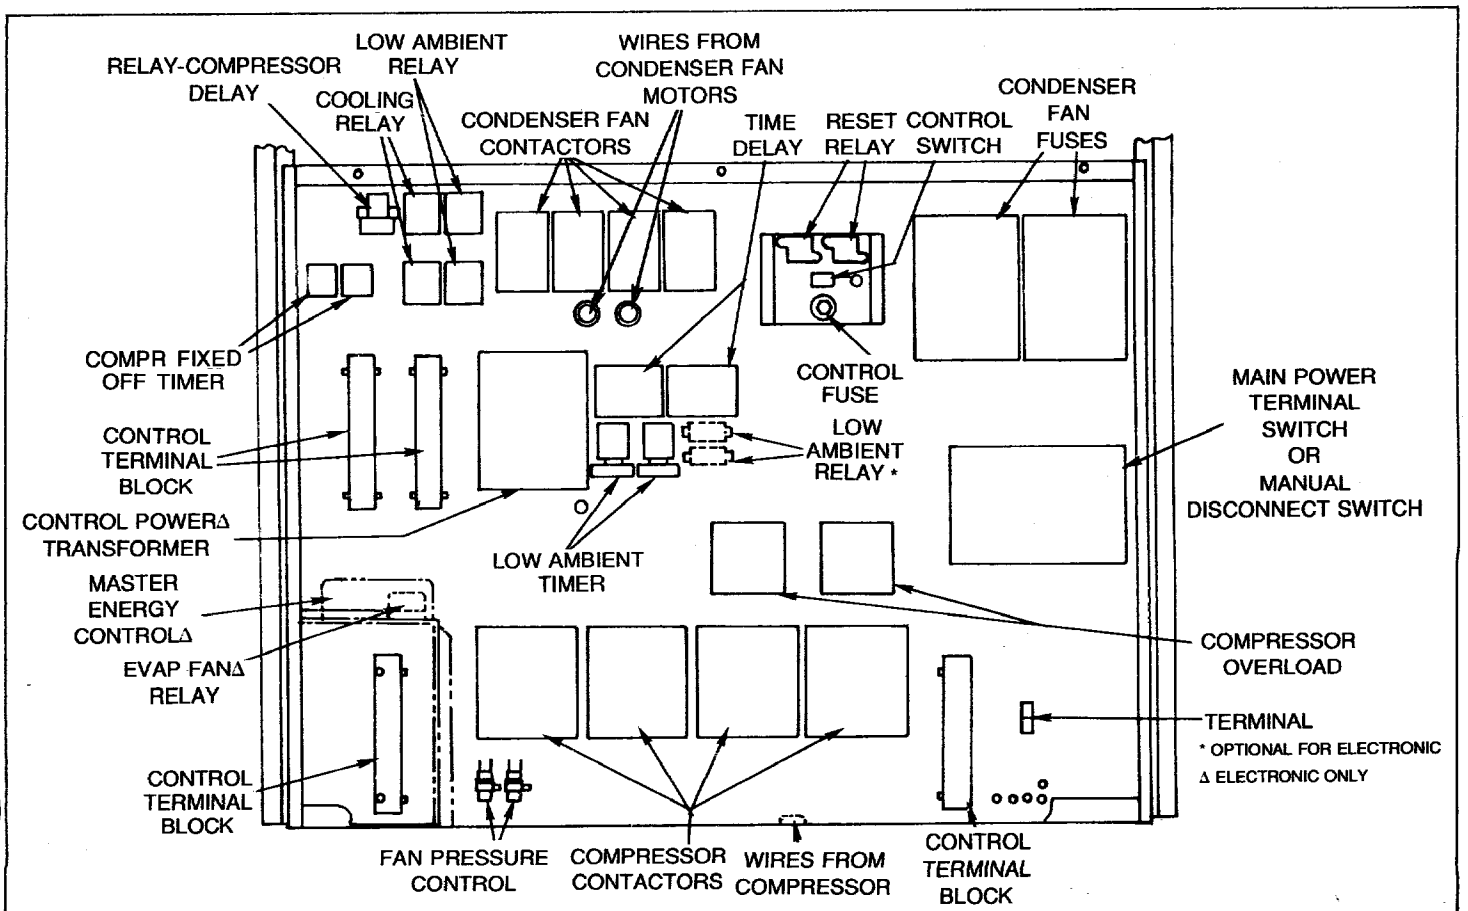 LOW AMBIENT
RELAY
WIRES FROM
CONDENSER FAN
MOTORS
RELAY-COMPRESSOR
DELAY
COOLING
RELAY
CONDENSER FAN
CONTACTORS
TIME
DELAY
RESET
RELAY
CONTROL
SWITCH
CONDENSER
FAN
FUSES
COMPR FIXED
OFF TIMER
CONTROL
FUSE
MAIN POWER
TERMINAL
SWITCH
OR
MANUAL
DISCONNECT SWITCH
CONTROL
TERMINAL
BLOCK
LOW
AMBIENT
RELAY *
CONTROL POWERΔ
TRANSFORMER
LOW AMBIENT
TIMER
MASTER
ENERGY
CONTROLΔ
EVAP FANΔ
RELAY
COMPRESSOR
OVERLOAD
TERMINAL
* OPTIONAL FOR ELECTRONIC
Δ ELECTRONIC ONLY
CONTROL
TERMINAL
BLOCK
FAN PRESSURE
CONTROL
COMPRESSOR
CONTACTORS
WIRES FROM
COMPRESSOR
CONTROL
TERMINAL
BLOCK